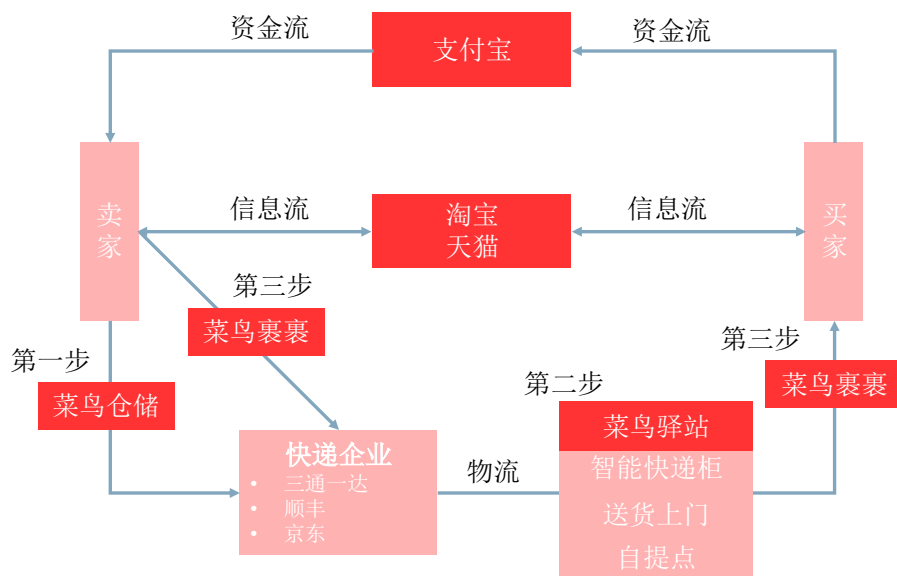 资金流
支付宝
资金流
卖家
信息流
淘宝
天猫
信息流
买家
第三步
菜鸟裹裹
第一步
菜鸟仓储
第二步
第三步
菜鸟裹裹
快递企业
• 三通一达
• 顺丰
• 京东
物流
菜鸟驿站
智能快递柜
送货上门
自提点